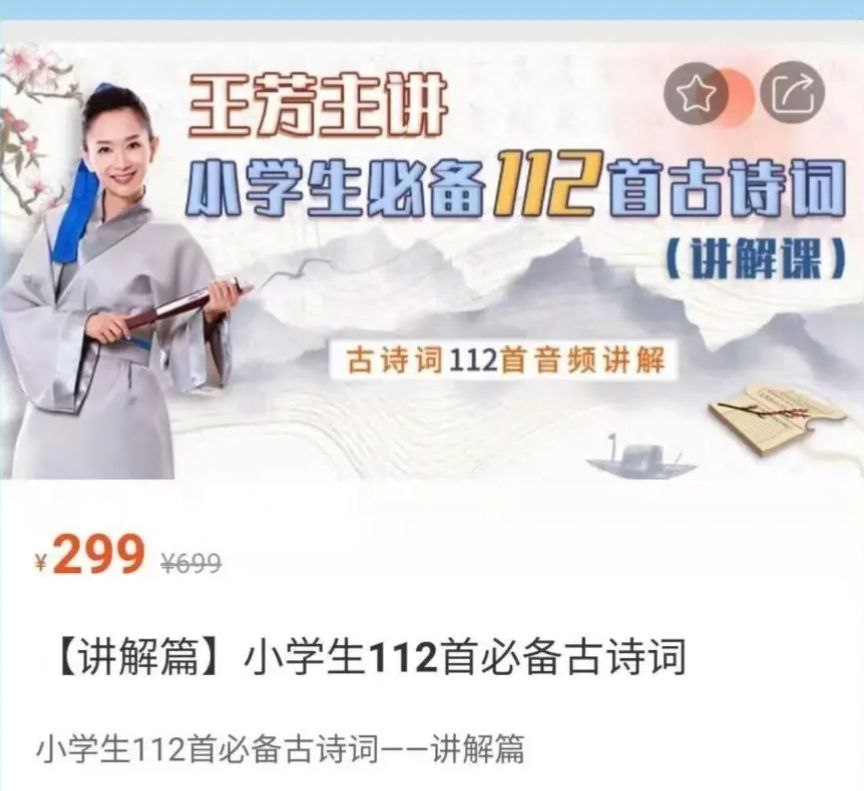 王芳主讲
小学生必备112首古诗词
（讲解课）
古诗词112首音频讲解
¥299 ¥699
【讲解篇】小学生112首必备古诗词
小学生112首必备古诗词——讲解篇